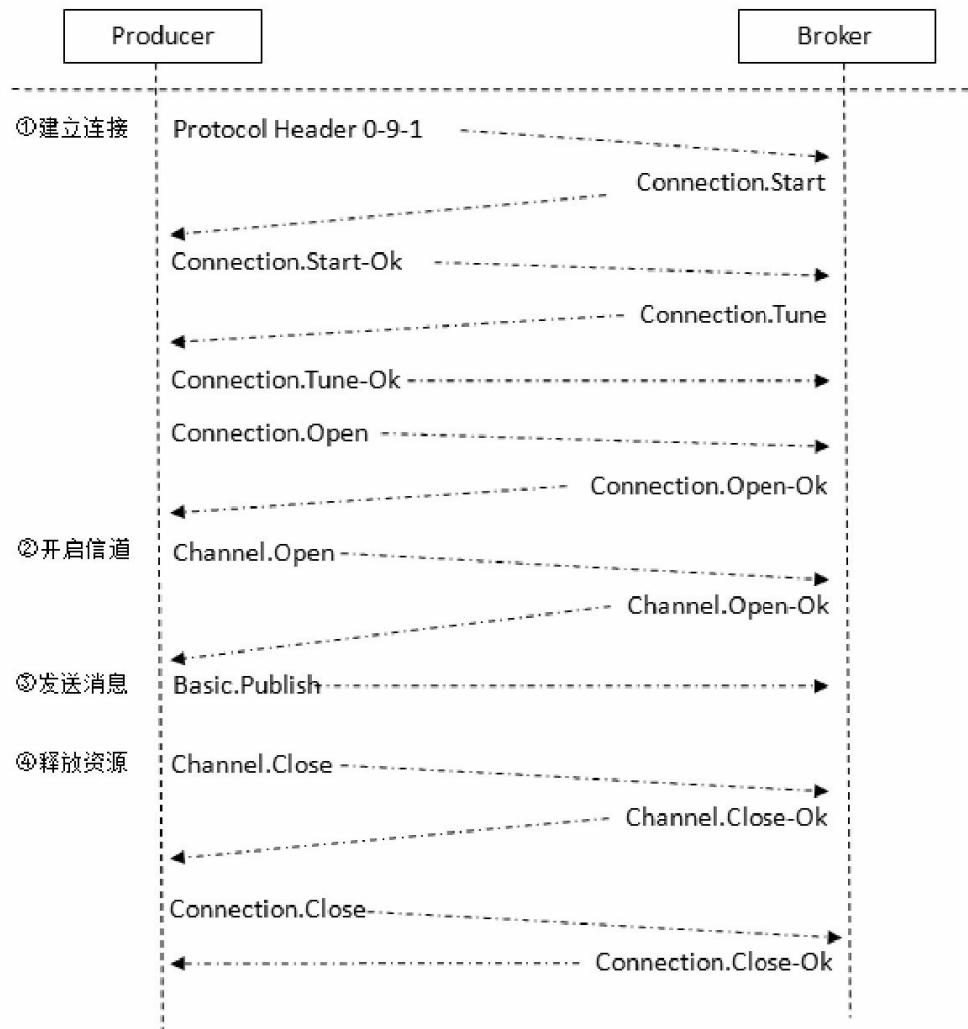 Producer
Broker
①建立连接
Protocol Header 0-9-1
Connection.Start
Connection.Start-Ok
Connection.Tune
Connection.Tune-Ok
Connection.Open
Connection.Open-Ok
②开启信道
Channel.Open
Channel.Open-Ok
③发送消息
Basic.Publish
④释放资源
Channel.Close
Channel.Close-Ok
Connection.Close
Connection.Close-Ok